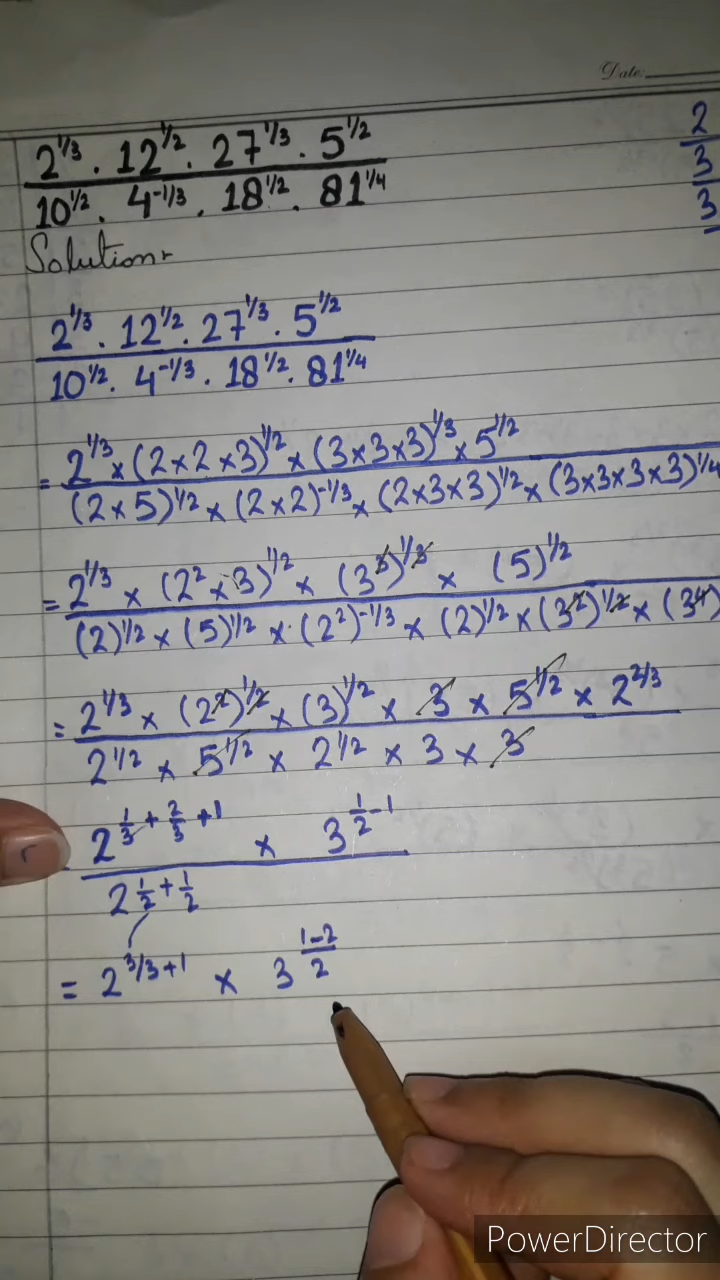 Date:
2^1/3 . 12^1/2 . 27^1/3 . 5^1/2
10^1/2 . 4^-1/3 . 18^1/2 . 81^1/4
2
3
3
Solution:-
2^1/3 . 12^1/2 . 27^1/3 . 5^1/2
10^1/2 . 4^-1/3 . 18^1/2 . 81^1/4
= 2^1/3 × (2×2×3)^1/2 × (3×3×3)^1/3 × 5^1/2
(2×5)^1/2 × (2×2)^-1/3 × (2×3×3)^1/2 × (3×3×3×3)^1/4
= 2^1/3 × (2^2 × 3)^1/2 × (3^3)^1/3 × (5)^1/2
(2)^1/2 × (5)^1/2 × (2^2)^-1/3 × (2)^1/2 × (3^2)^1/2 × (3^4)
= 2^1/3 × (2^2)^1/2 × (3)^1/2 × 3 × 5^1/2 × 2^2/3
2^1/2 × 5^1/2 × 2^1/2 × 3 × 3
2^(1/3 + 2/3 + 1) × 3^(1/2 - 1)
2^(1/2 + 1/2)
= 2^(3/3+1) × 3^((1-2)/2)
PowerDirector